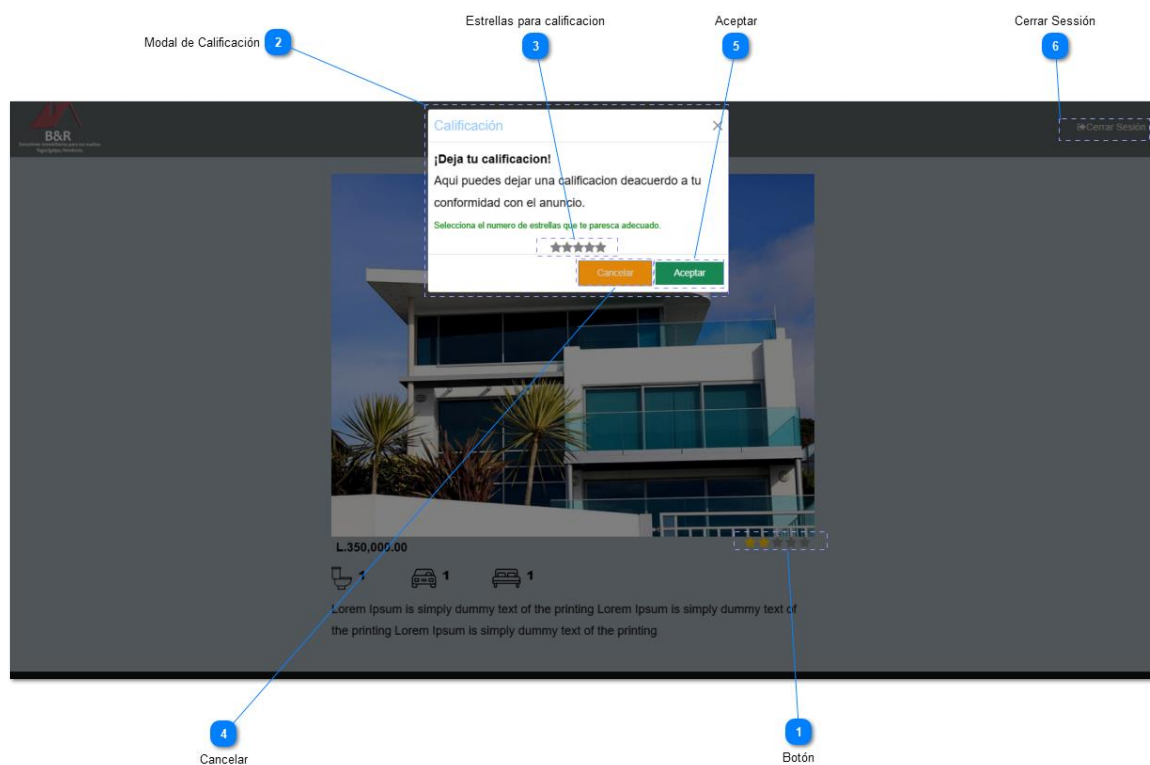 Estrellas para calificacion
Aceptar
Cerrar Sessión
Modal de Calificación
2
3
5
6
B&R
Calificación
Cerrar Sesión
¡Deja tu calificacion!
Aqui puedes dejar una calificacion deacuerdo a tu
conformidad con el anuncio.
Selecciona el numero de estrellas que te paresca adecuado.
Cancelar
Aceptar
L.350,000.00
1
1
1
Lorem Ipsum is simply dummy text of the printing Lorem Ipsum is simply dummy text of
the printing Lorem Ipsum is simply dummy text of the printing
4
1
Cancelar
Botón